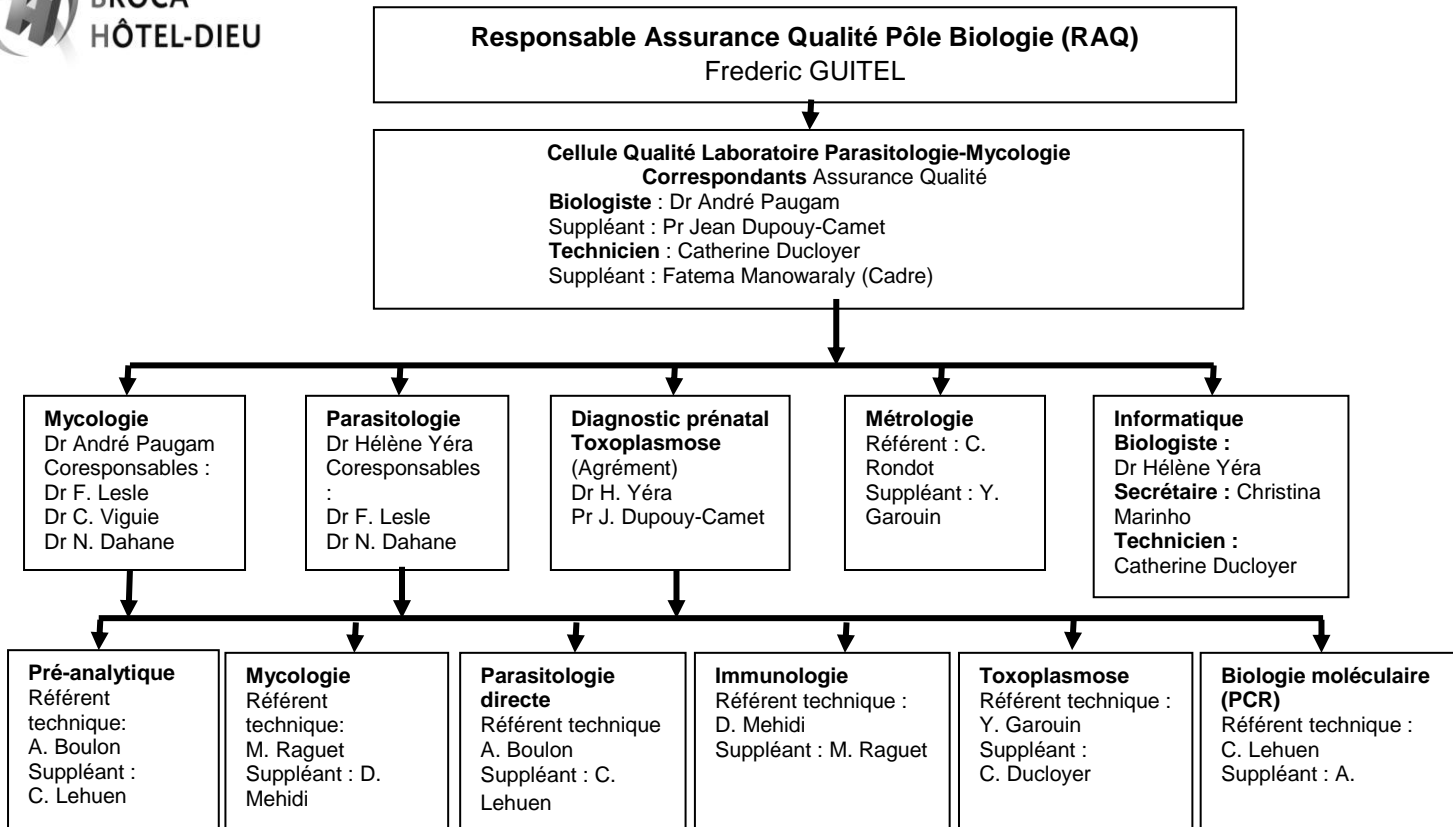 BROCA
HÔTEL-DIEU
Responsable Assurance Qualité Pôle Biologie (RAQ)
Frederic GUITEL
Cellule Qualité Laboratoire Parasitologie-Mycologie
Correspondants Assurance Qualité
Biologiste : Dr André Paugam
Suppléant : Pr Jean Dupouy-Camet
Technicien : Catherine Ducloyer
Suppléant : Fatema Manowaraly (Cadre)
Mycologie
Dr André Paugam
Coresponsables :
Dr F. Lesle
Dr C. Viguie
Dr N. Dahane
Parasitologie
Dr Hélène Yéra
Coresponsables
:
Dr F. Lesle
Dr N. Dahane
Diagnostic prénatal
Toxoplasmose
(Agrément)
Dr H. Yéra
Pr J. Dupouy-Camet
Métrologie
Référent : C.
Rondot
Suppléant : Y.
Garouin
Informatique
Biologiste :
Dr Hélène Yéra
Secrétaire : Christina
Marinho
Technicien :
Catherine Ducloyer
Pré-analytique
Référent
technique:
A. Boulon
Suppléant :
C. Lehuen
Mycologie
Référent
technique:
M. Raguet
Suppléant : D.
Mehidi
Parasitologie
directe
Référent technique
A. Boulon
Suppléant : C.
Lehuen
Immunologie
Référent technique :
D. Mehidi
Suppléant : M. Raguet
Toxoplasmose
Référent technique :
Y. Garouin
Suppléant :
C. Ducloyer
Biologie moléculaire
(PCR)
Référent technique :
C. Lehuen
Suppléant : A.